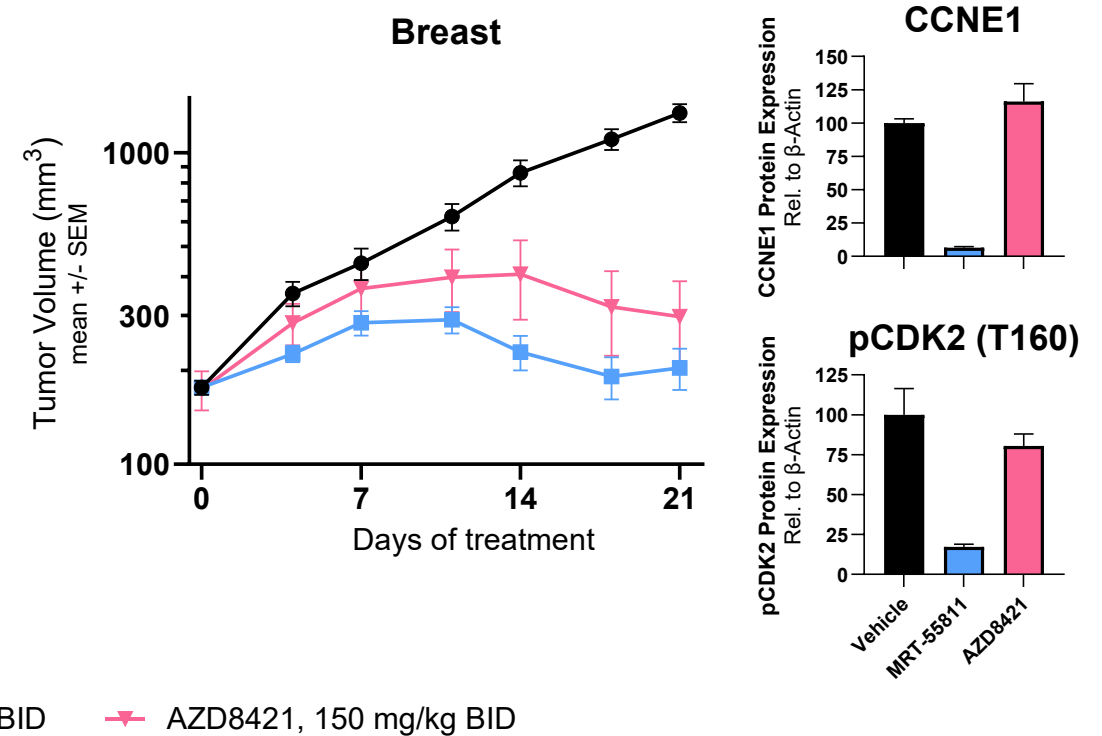 Breast
Tumor Volume (mm³)
mean +/- SEM
1000
300
100
0 7 14 21
Days of treatment
CCNE1
CCNE1 Protein Expression
Rel. to β-Actin
150
125
100
75
50
25
0
pCDK2 (T160)
pCDK2 Protein Expression
Rel. to β-Actin
125
100
75
50
25
0
Vehicle
MRT-55811
AZD8421
BID
AZD8421, 150 mg/kg BID